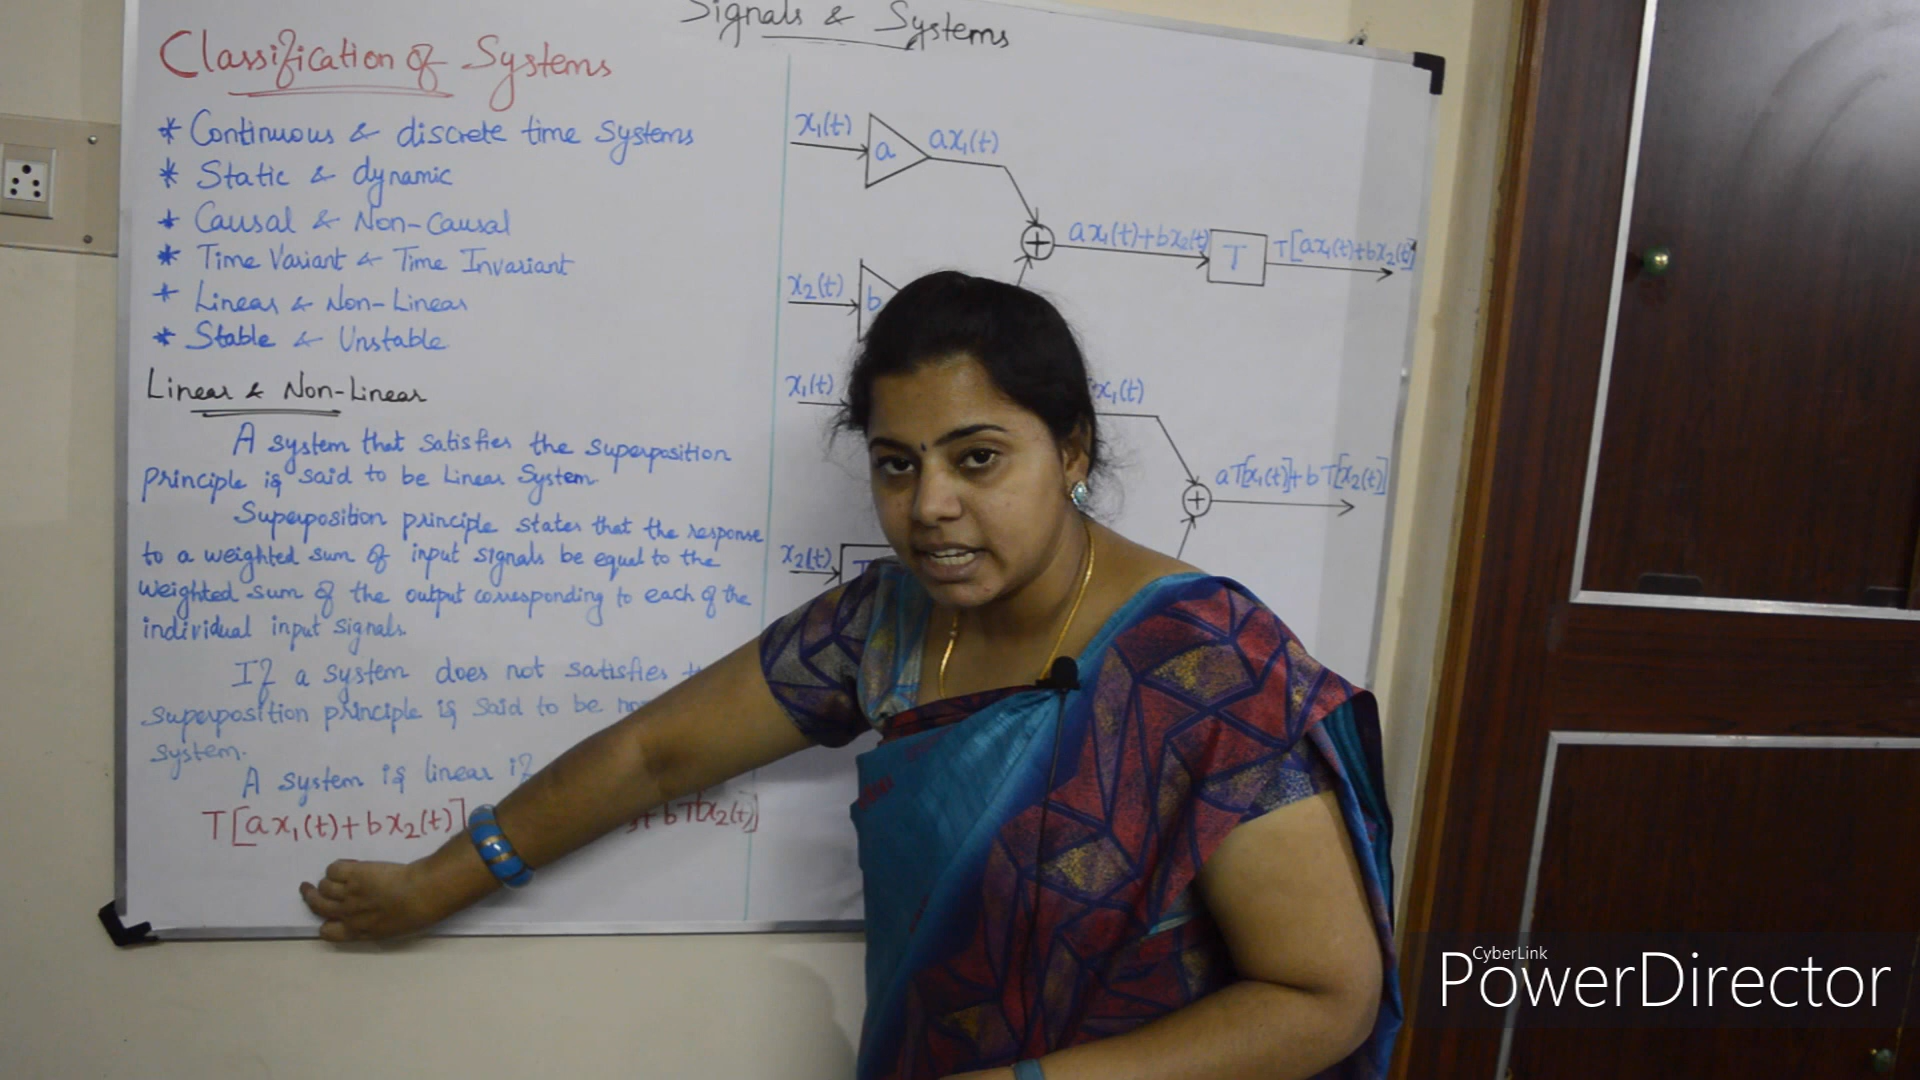 Signals & Systems
Classification of Systems
* Continuous & discrete time Systems
* Static & dynamic
* Causal & Non-Causal
* Time Variant & Time Invariant
* Linear & Non-Linear
* Stable & Unstable
Linear & Non-Linear
A system that satisfies the superposition
principle is said to be Linear System.
Superposition principle states that the response
to a weighted sum of input signals be equal to the
weighted sum of the output corresponding to each of the
individual input signals.
If a system does not satisfies
superposition principle is said to be
system.
A system is linear if
T[ax₁(t)+bx₂(t)] +bT[x₂(t)]
x₁(t) a ax₁(t)
+ ax₁(t)+bx₂(t) T T[ax₁(t)+bx₂(t)]
x₂(t) b
x₁(t) x₁(t)
+ aT[x₁(t)]+bT[x₂(t)]
x₂(t) T
CyberLink
PowerDirector